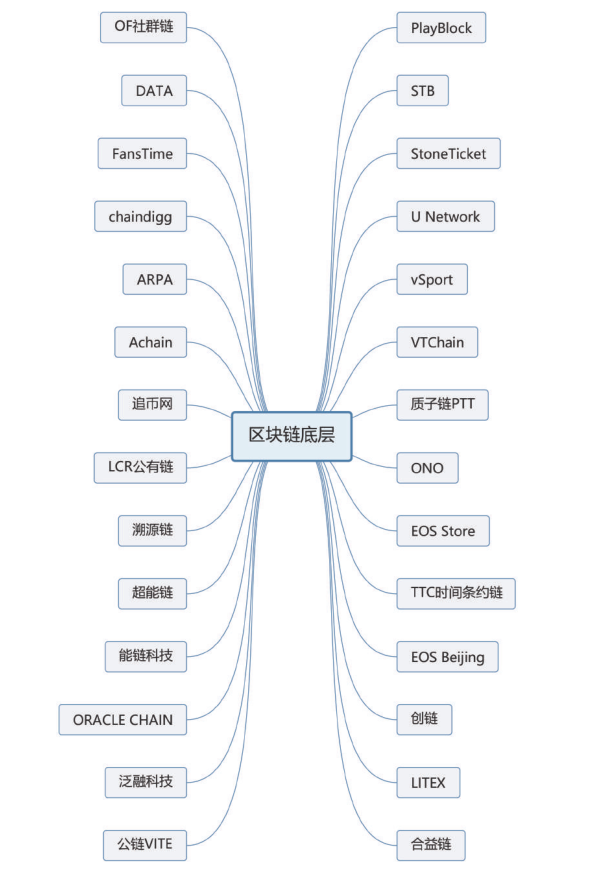 OF社群链
DATA
FansTime
chaindigg
ARPA
Achain
追币网
LCR公有链
溯源链
超能链
能链科技
ORACLE CHAIN
泛融科技
公链VITE
区块链底层
PlayBlock
STB
StoneTicket
U Network
vSport
VTChain
质子链PTT
ONO
EOS Store
TTC时间条约链
EOS Beijing
创链
LITEX
合益链